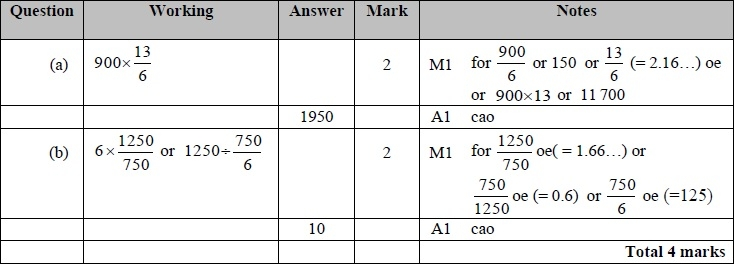 Question Working Answer Mark Notes
(a) 900×13/6 2 M1 for 900/6 or 150 or 13/6 (= 2.16…) oe
or 900×13 or 11 700
1950 A1 cao
(b) 6×1250/750 or 1250÷750/6 2 M1 for 1250/750 oe( = 1.66…) or
750/1250 oe (= 0.6) or 750/6 oe (=125)
10 A1 cao
Total 4 marks